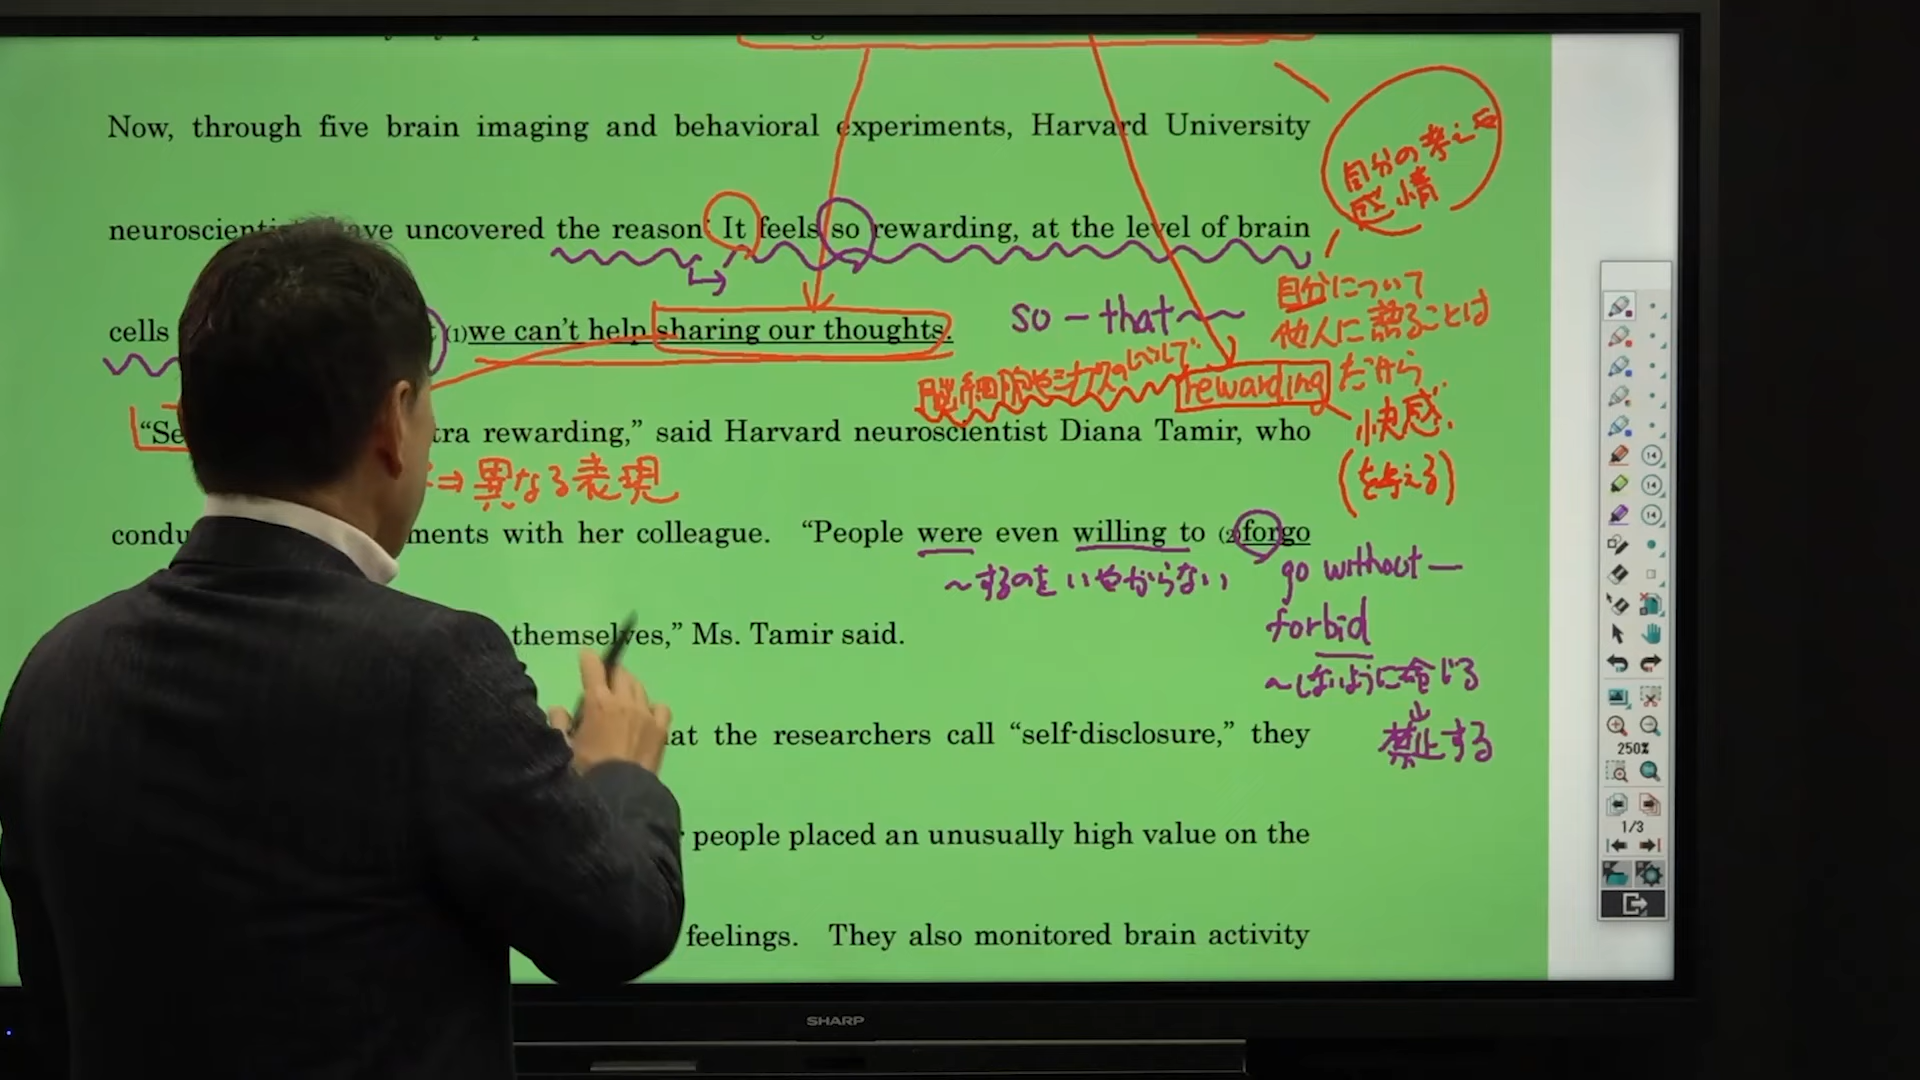 Now, through five brain imaging and behavioral experiments, Harvard University
自分の考えや
感情
have uncovered the reason: It feels so rewarding, at the level of brain
cells (1)we can't help sharing our thoughts.
so － that ～
自分について
他人に語ることは
脳細胞やシナプスのレベルで rewarding だから
快感.
(を与える)
"Se tra rewarding," said Harvard neuroscientist Diana Tamir, who
⇒ 異なる表現
condu ments with her colleague. "People were even willing to (2)forgo
～するのをいやがらない
go without －
forbid
～しないように命じる
禁止する
themselves," Ms. Tamir said.
at the researchers call "self-disclosure," they
people placed an unusually high value on the
feelings. They also monitored brain activity
250%
1/3
SHARP